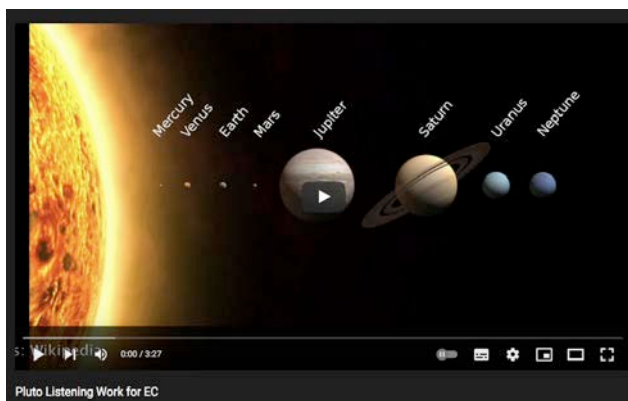 Mercury
Venus
Earth
Mars
Jupiter
Saturn
Uranus
Neptune
s: Wikipedia
0:00 / 3:27
Pluto Listening Work for EC